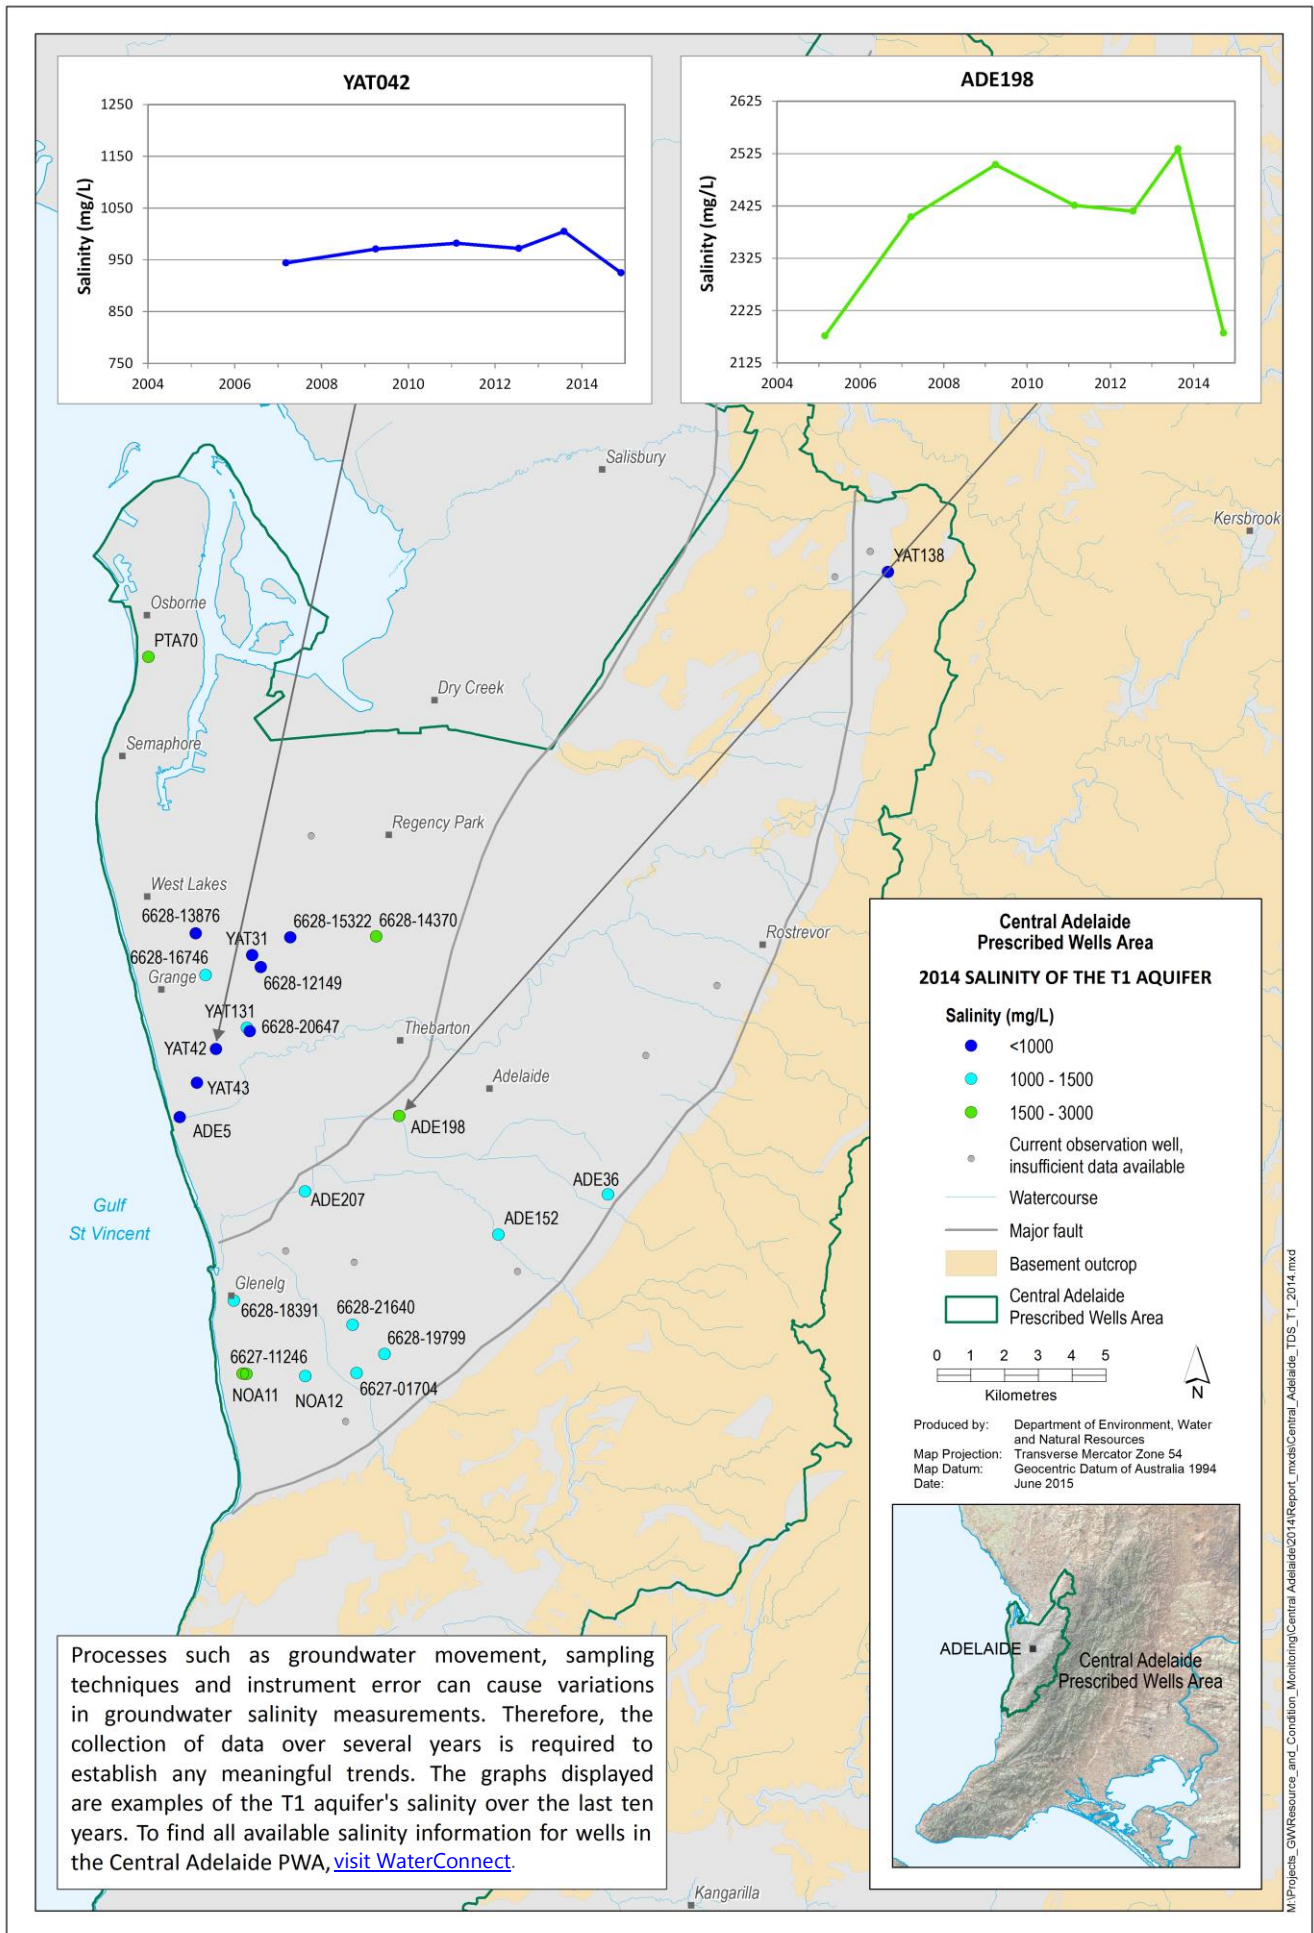 YAT042
1250
1150
1050
950
850
750
Salinity (mg/L)
2004
2006
2008
2010
2012
2014
ADE198
2625
2525
2425
2325
2225
2125
Salinity (mg/L)
2004
2006
2008
2010
2012
2014
Salisbury
Kersbrook
YAT138
Osborne
PTA70
Dry Creek
Semaphore
Regency Park
West Lakes
6628-13876
6628-15322
6628-14370
YAT31
Rostrevor
6628-16746
Grange
6628-12149
YAT131
6628-20647
Thebarton
YAT42
Adelaide
YAT43
ADE5
ADE198
ADE36
ADE207
Gulf
St Vincent
ADE152
Glenelg
6628-18391
6628-21640
6628-19799
6627-11246
NOA11
NOA12
6627-01704
Central Adelaide
Prescribed Wells Area
2014 SALINITY OF THE T1 AQUIFER
Salinity (mg/L)
<1000
1000 - 1500
1500 - 3000
Current observation well,
insufficient data available
Watercourse
Major fault
Basement outcrop
Central Adelaide
Prescribed Wells Area
0 1 2 3 4 5
Kilometres
N
Produced by: Department of Environment, Water
and Natural Resources
Map Projection: Transverse Mercator Zone 54
Map Datum: Geocentric Datum of Australia 1994
Date: June 2015
ADELAIDE
Central Adelaide
Prescribed Wells Area
Processes such as groundwater movement, sampling
techniques and instrument error can cause variations
in groundwater salinity measurements. Therefore, the
collection of data over several years is required to
establish any meaningful trends. The graphs displayed
are examples of the T1 aquifer's salinity over the last ten
years. To find all available salinity information for wells in
the Central Adelaide PWA, visit WaterConnect.
Kangarilla
M:\Projects_GW\Resource_and_Condition_Monitoring\Central Adelaide\2014\Report_mxds\Central_Adelaide_TDS_T1_2014.mxd